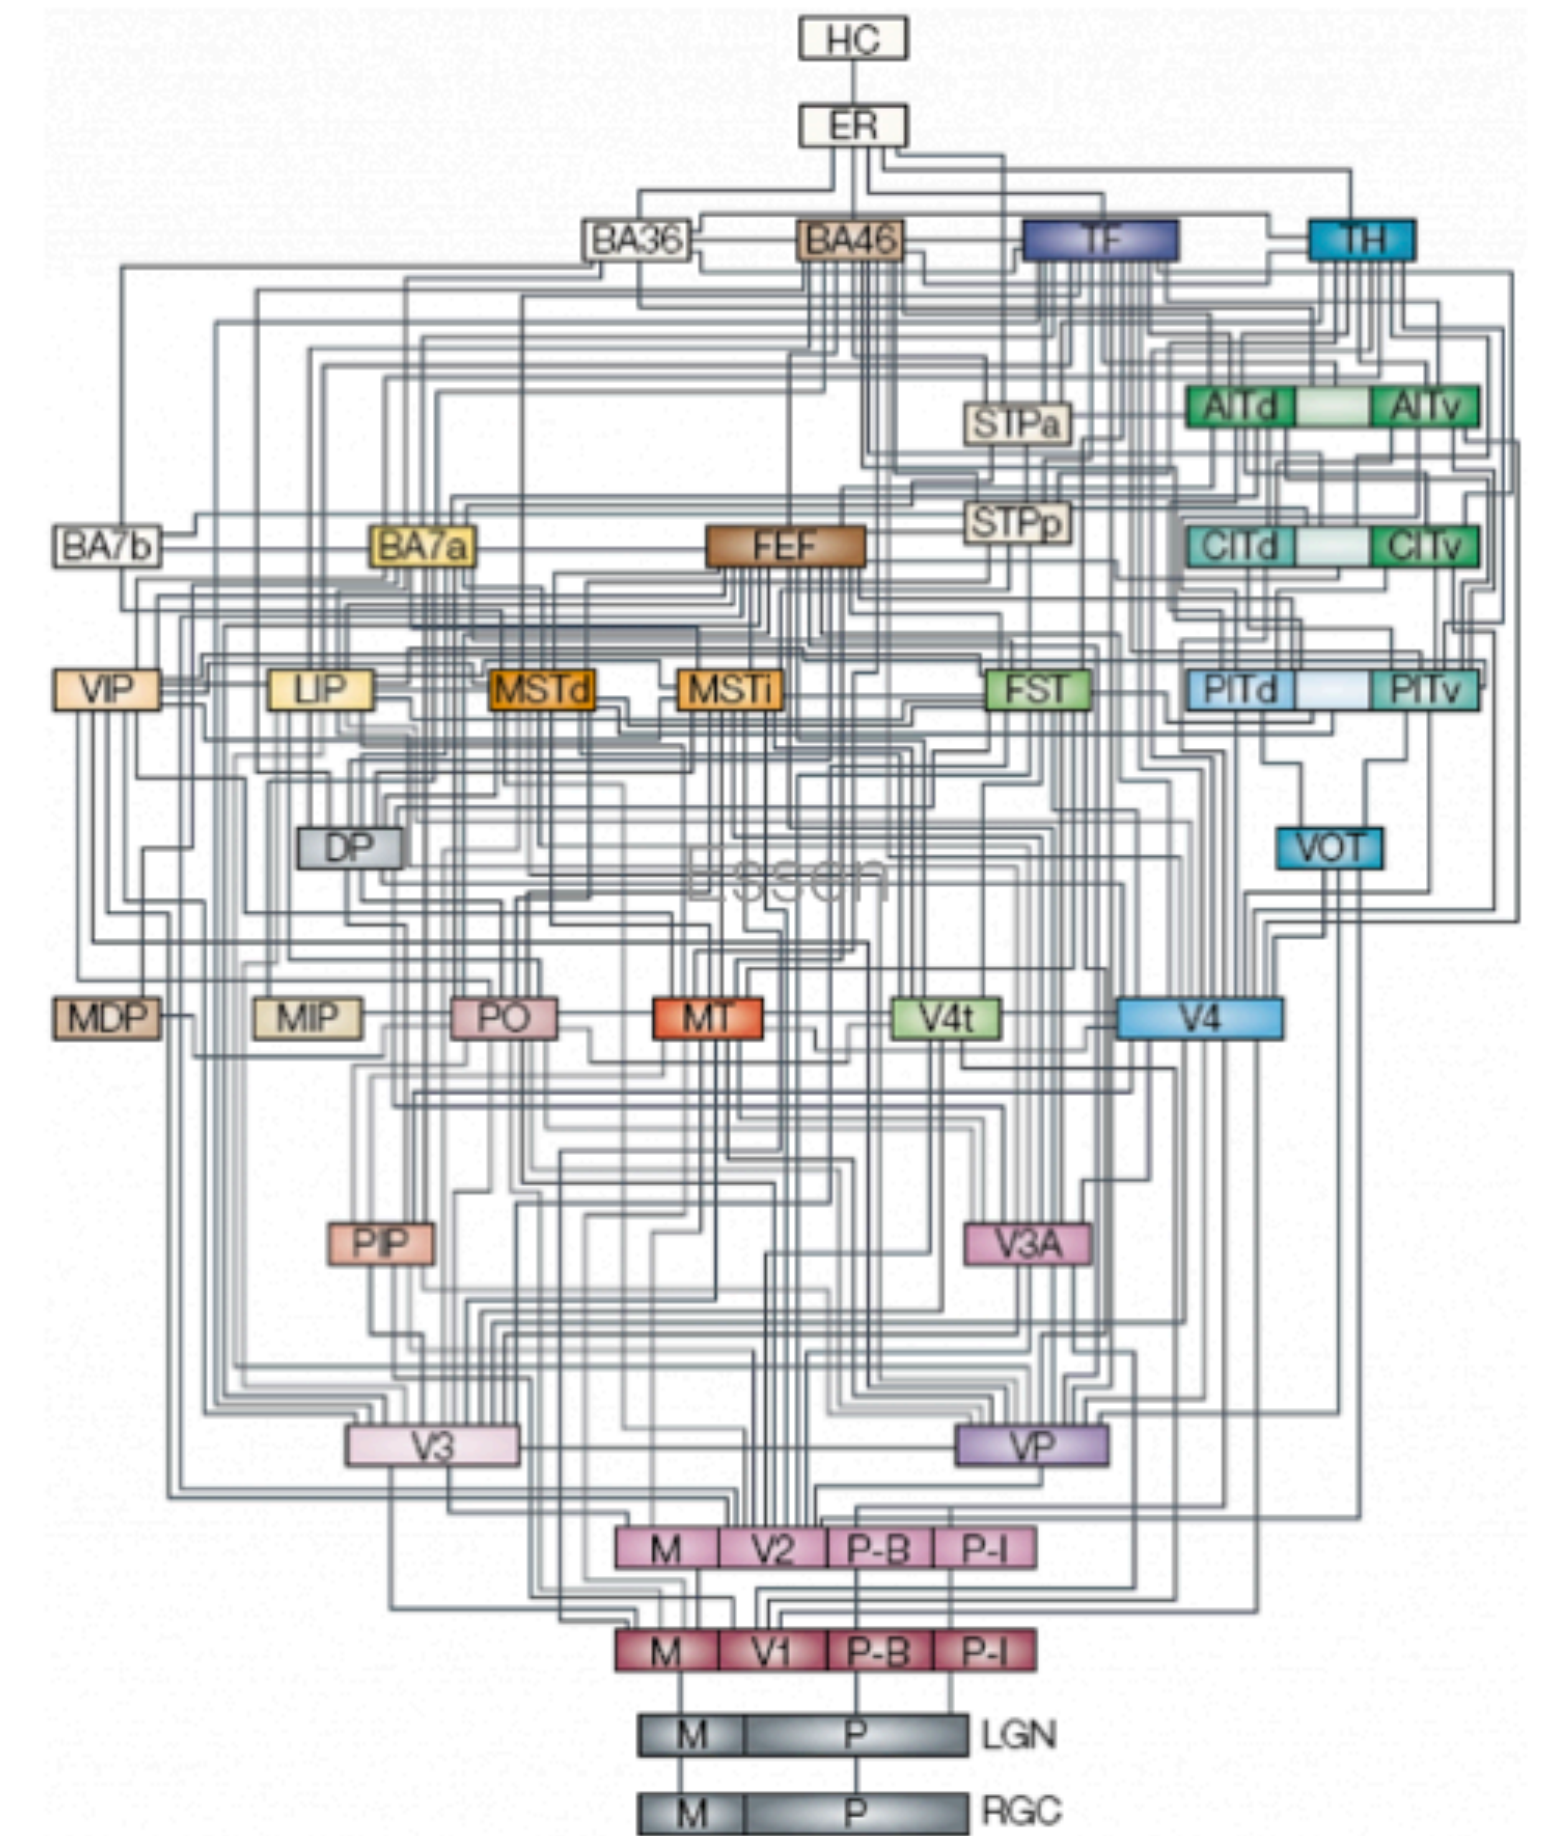 HC
ER
BA36 BA46 TF TH
AITd AITv
STPa
STPp
BA7b BA7a FEF CITd CITv
VIP LIP MSTd MSTi FST PITd PITv
DP VOT
Essen
MDP MIP PO MT V4t V4
PIP V3A
V3 VP
M V2 P-B P-I
M V1 P-B P-I
M P LGN
M P RGC